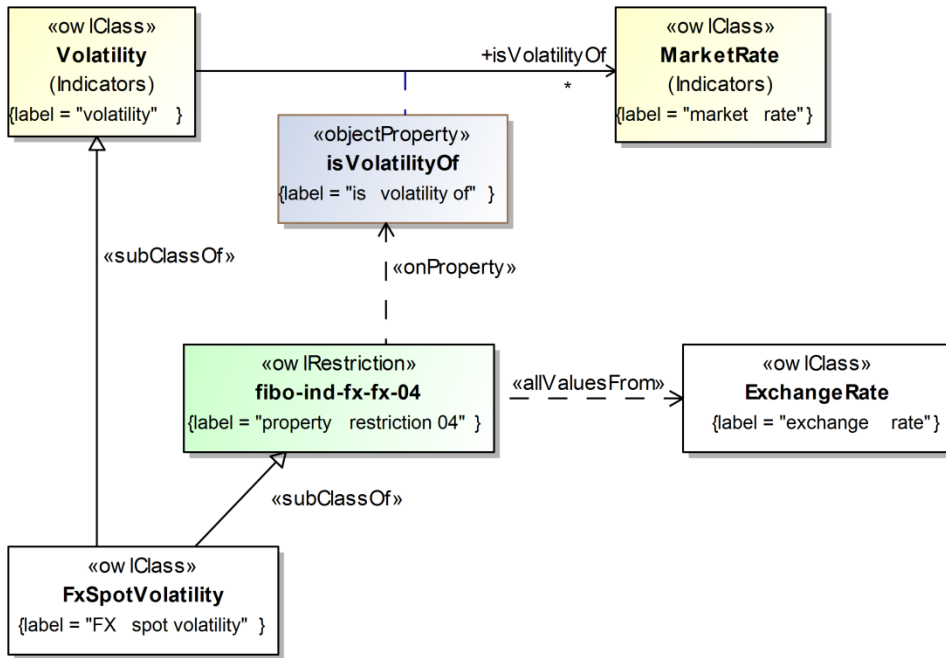 «owlClass»
Volatility
(Indicators)
{label = "volatility" }
+isVolatilityOf
*
«owlClass»
MarketRate
(Indicators)
{label = "market rate"}
«objectProperty»
isVolatilityOf
{label = "is volatility of" }
«subClassOf»
«onProperty»
«owlRestriction»
fibo-ind-fx-fx-04
{label = "property restriction 04" }
«allValuesFrom»
«owlClass»
ExchangeRate
{label = "exchange rate"}
«subClassOf»
«owlClass»
FxSpotVolatility
{label = "FX spot volatility" }